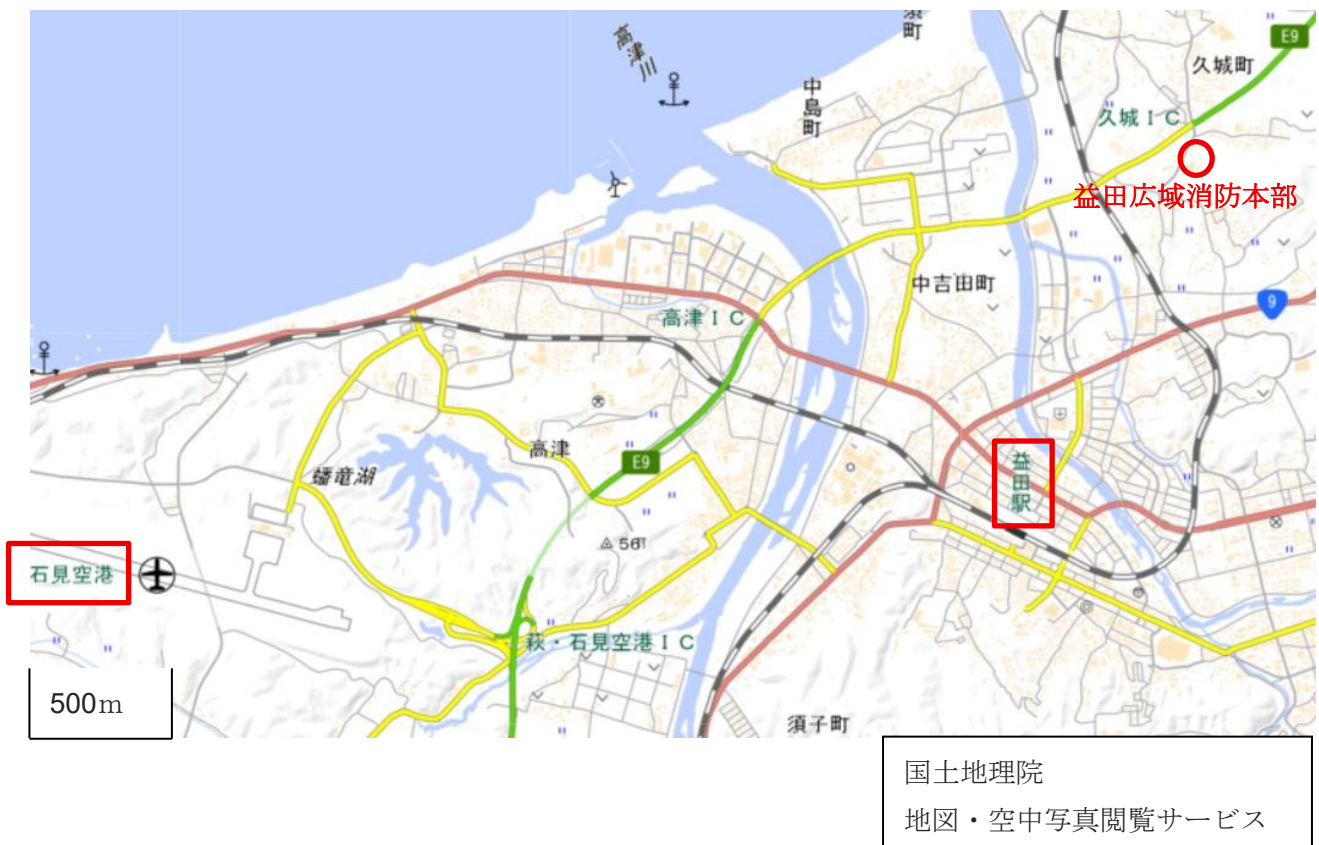 須町
E9
久城町
高津川
中島町
久城IC
益田広域消防本部
中吉田町
9
高津IC
高津
E9
蟠竜湖
益田駅
56
石見空港
萩・石見空港IC
500m
須子町
国土地理院
地図・空中写真閲覧サービス